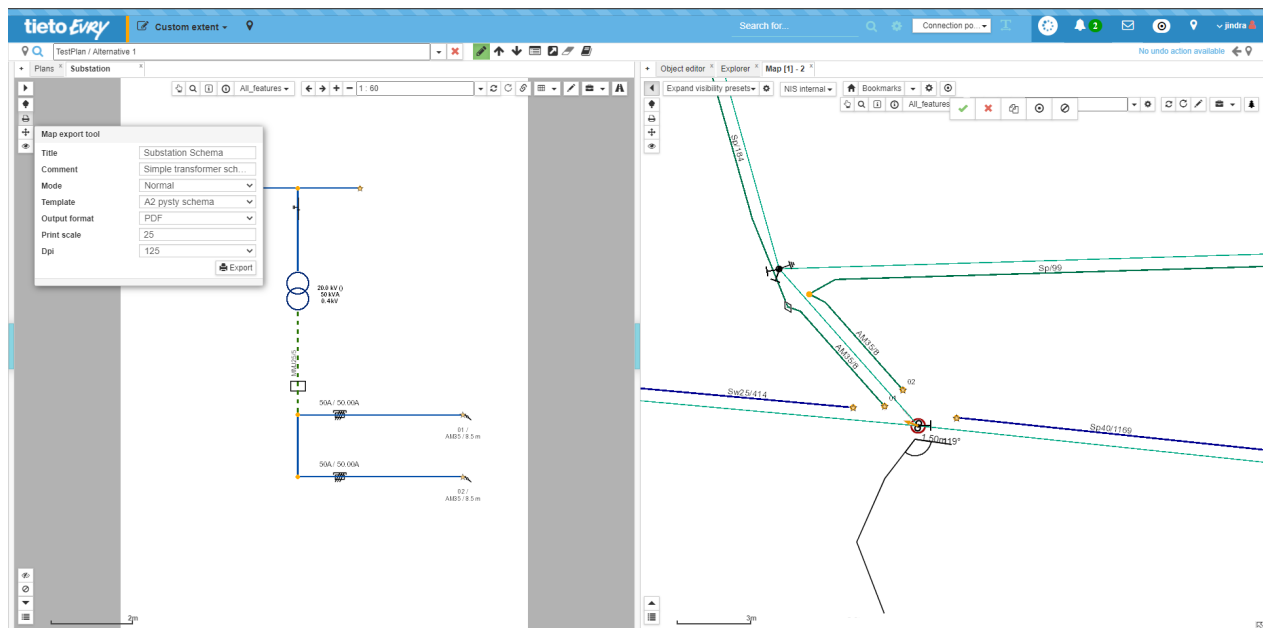 tieto Evry
Custom extent
Search for...
Connection po...
2
jindra
TestPlan / Alternative 1
No undo action available
+ Plans x Substation x
All_features
1 : 60
Map export tool
Title Substation Schema
Comment Simple transformer sch...
Mode Normal
Template A2 pysty schema
Output format PDF
Print scale 25
Dpi 125
Export
20.0 kV ()
50 kVA
0.4 kV
50A / 50.00A
01 /
AM35 / 8.5 m
50A / 50.00A
02 /
AM35 / 8.5 m
2m
+ Object editor x Explorer x Map [1] - 2 x
Expand visibility presets
NIS internal
Bookmarks
All_features
Sp/184
Sp/99
AM35/8
AM35/8
02
01
Sw25/414
Sp40/1169
1.50m
119°
3m